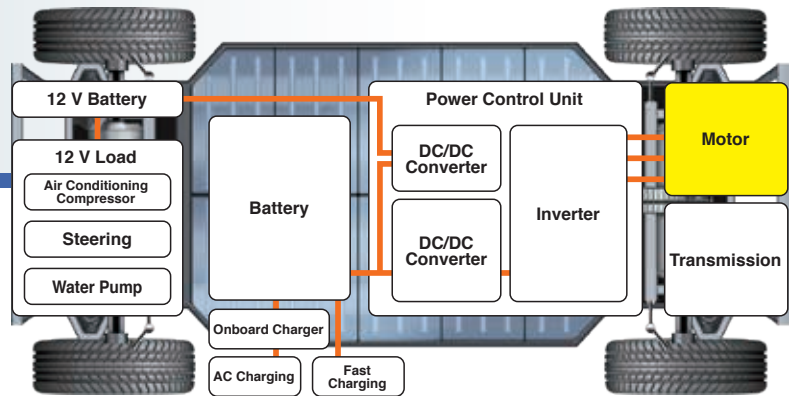 12 V Battery
12 V Load
Air Conditioning
Compressor
Steering
Water Pump
Battery
Onboard Charger
AC Charging
Fast
Charging
Power Control Unit
DC/DC
Converter
DC/DC
Converter
Inverter
Motor
Transmission